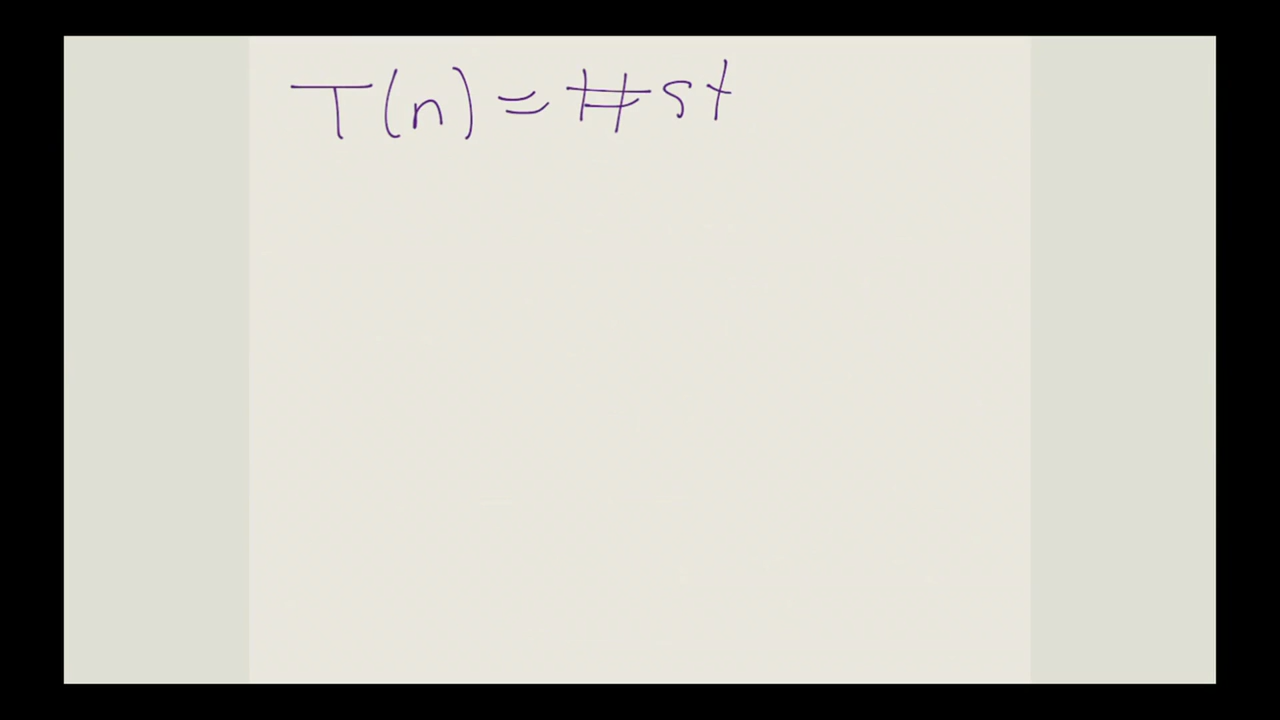 T(n) = # st